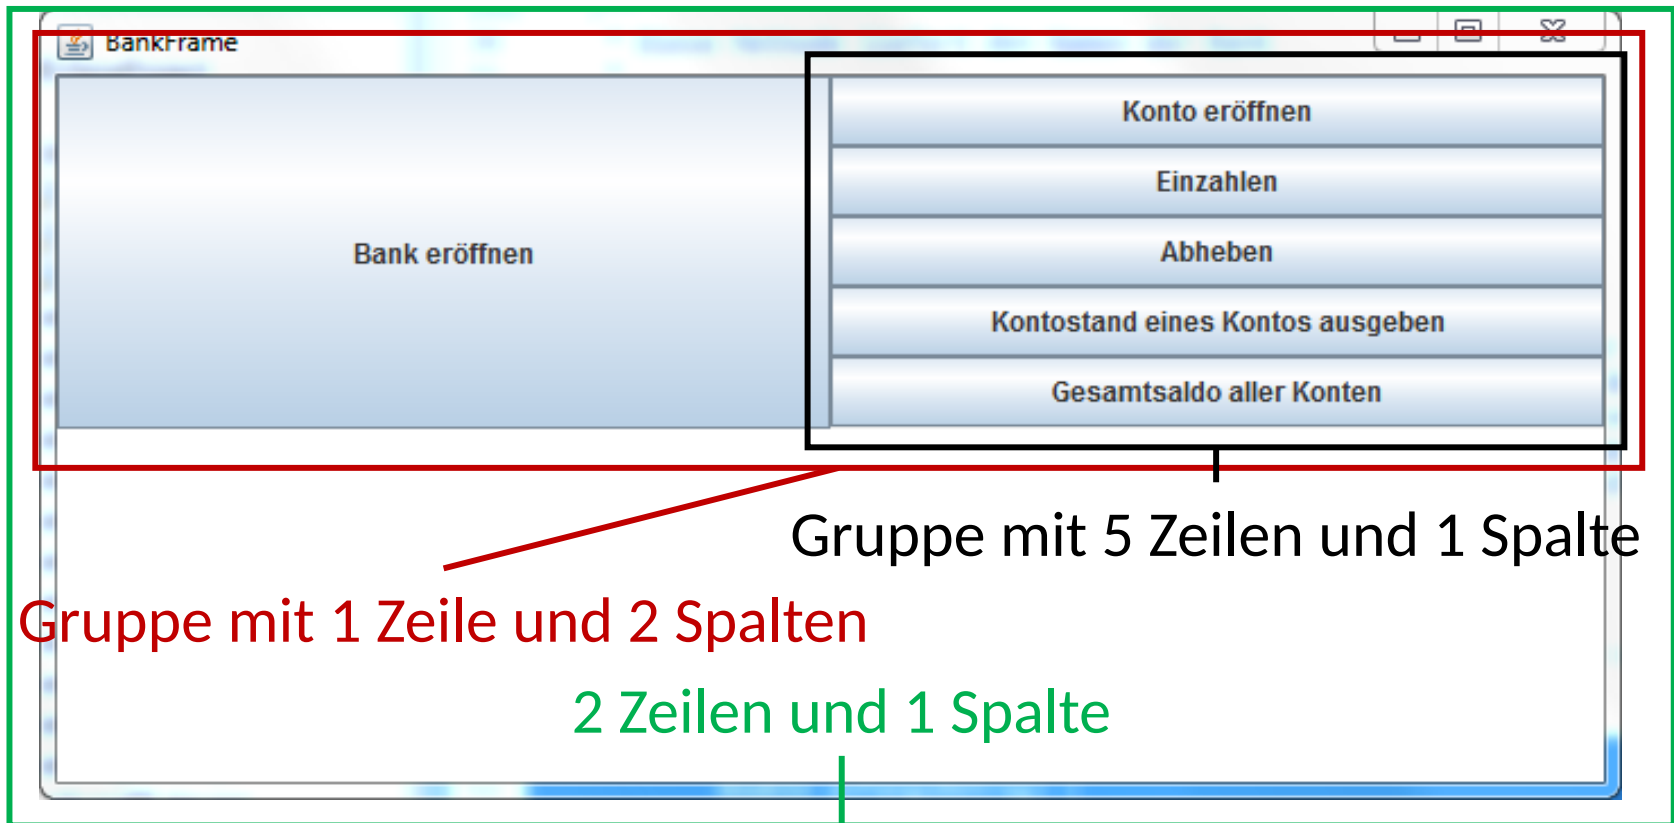 BankFrame
Konto eröffnen
Einzahlen
Bank eröffnen
Abheben
Kontostand eines Kontos ausgeben
Gesamtsaldo aller Konten
Gruppe mit 5 Zeilen und 1 Spalte
Gruppe mit 1 Zeile und 2 Spalten
2 Zeilen und 1 Spalte